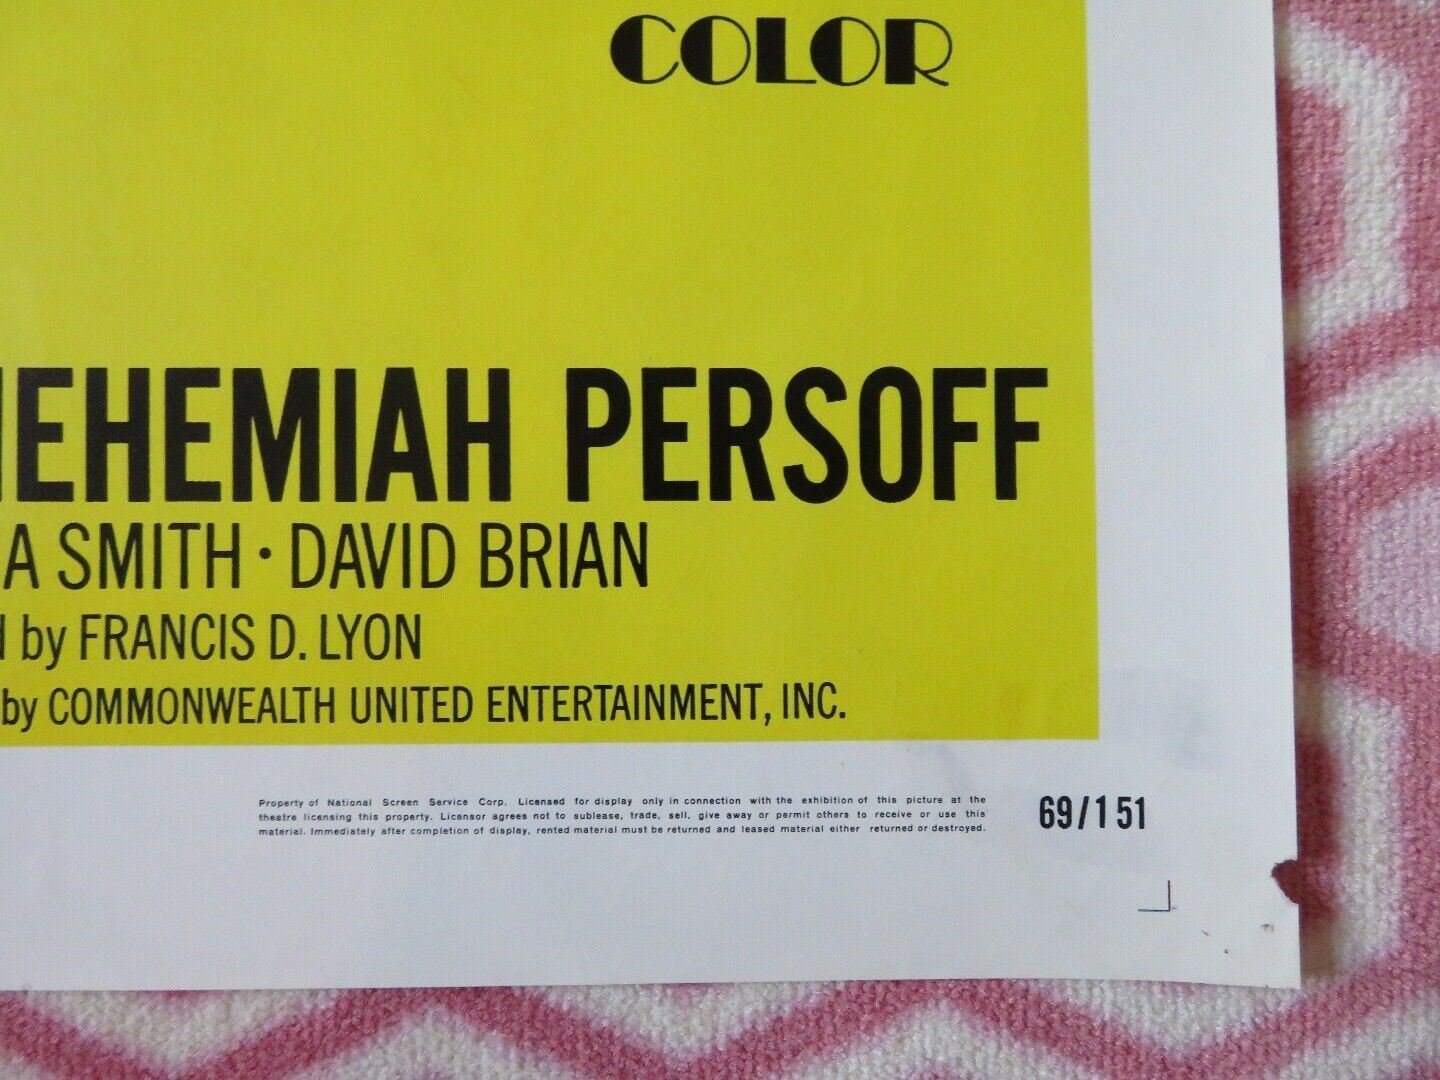 COLOR
NEHEMIAH PERSOFF
A SMITH · DAVID BRIAN
by FRANCIS D. LYON
by COMMONWEALTH UNITED ENTERTAINMENT, INC.
Property of National Screen Service Corp. Licensed for display only in connection with the exhibition of this picture at the
theatre licensing this property. Licensor agrees not to sublease, trade, sell, give away or permit others to receive or use this
material. Immediately after completion of display, rented material must be returned and leased material either returned or destroyed.
69/151